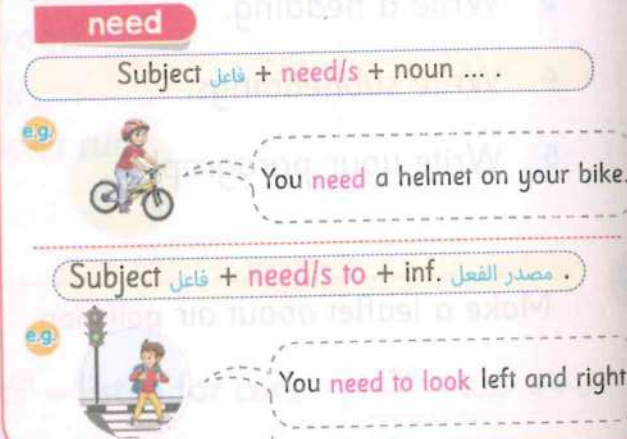 need
Subject فاعل + need/s + noun ... .
e.g.
You need a helmet on your bike.
Subject فاعل + need/s to + inf. مصدر الفعل .
e.g.
You need to look left and right